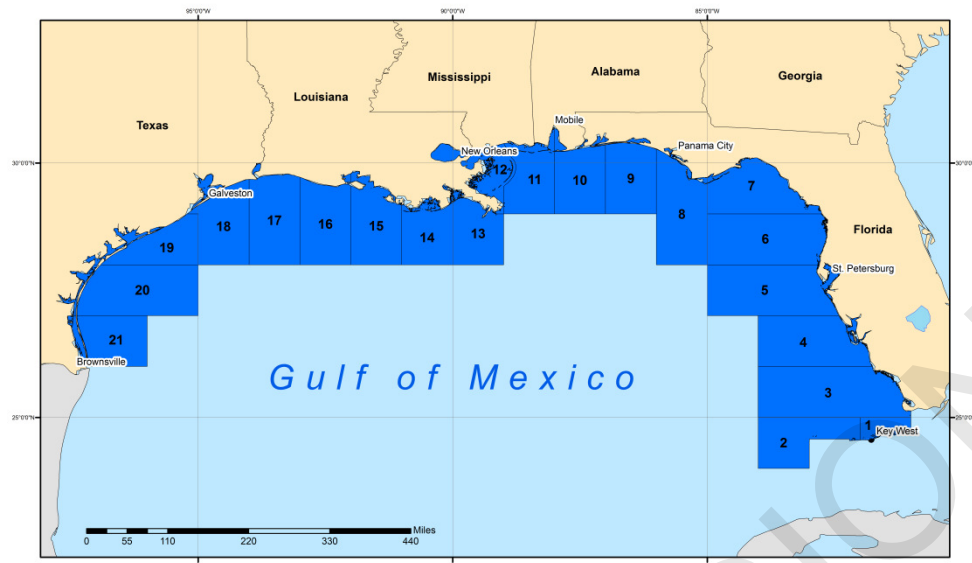 95°0'0"W 90°0'0"W 85°0'0"W
Georgia
Alabama
Mississippi
Louisiana
Texas
Mobile
Panama City
New Orleans
30°0'0"N 30°0'0"N
12
11
10
9
7
Galveston
8
18
17
16
15
14
13
6
Florida
19
St. Petersburg
20
5
21
4
Brownsville
Gulf of Mexico
3
25°0'0"N 25°0'0"N
1
Key West
2
Miles
0 55 110 220 330 440